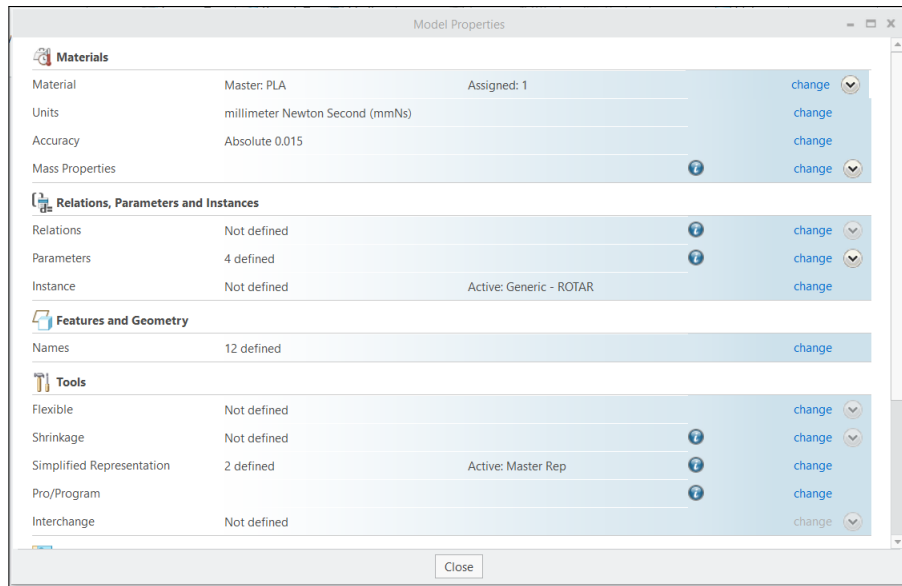 Model Properties
Materials
Material Master: PLA Assigned: 1 change
Units millimeter Newton Second (mmNs) change
Accuracy Absolute 0.015 change
Mass Properties change
Relations, Parameters and Instances
Relations Not defined change
Parameters 4 defined change
Instance Not defined Active: Generic - ROTAR change
Features and Geometry
Names 12 defined change
Tools
Flexible Not defined change
Shrinkage Not defined change
Simplified Representation 2 defined Active: Master Rep change
Pro/Program change
Interchange Not defined change
Close